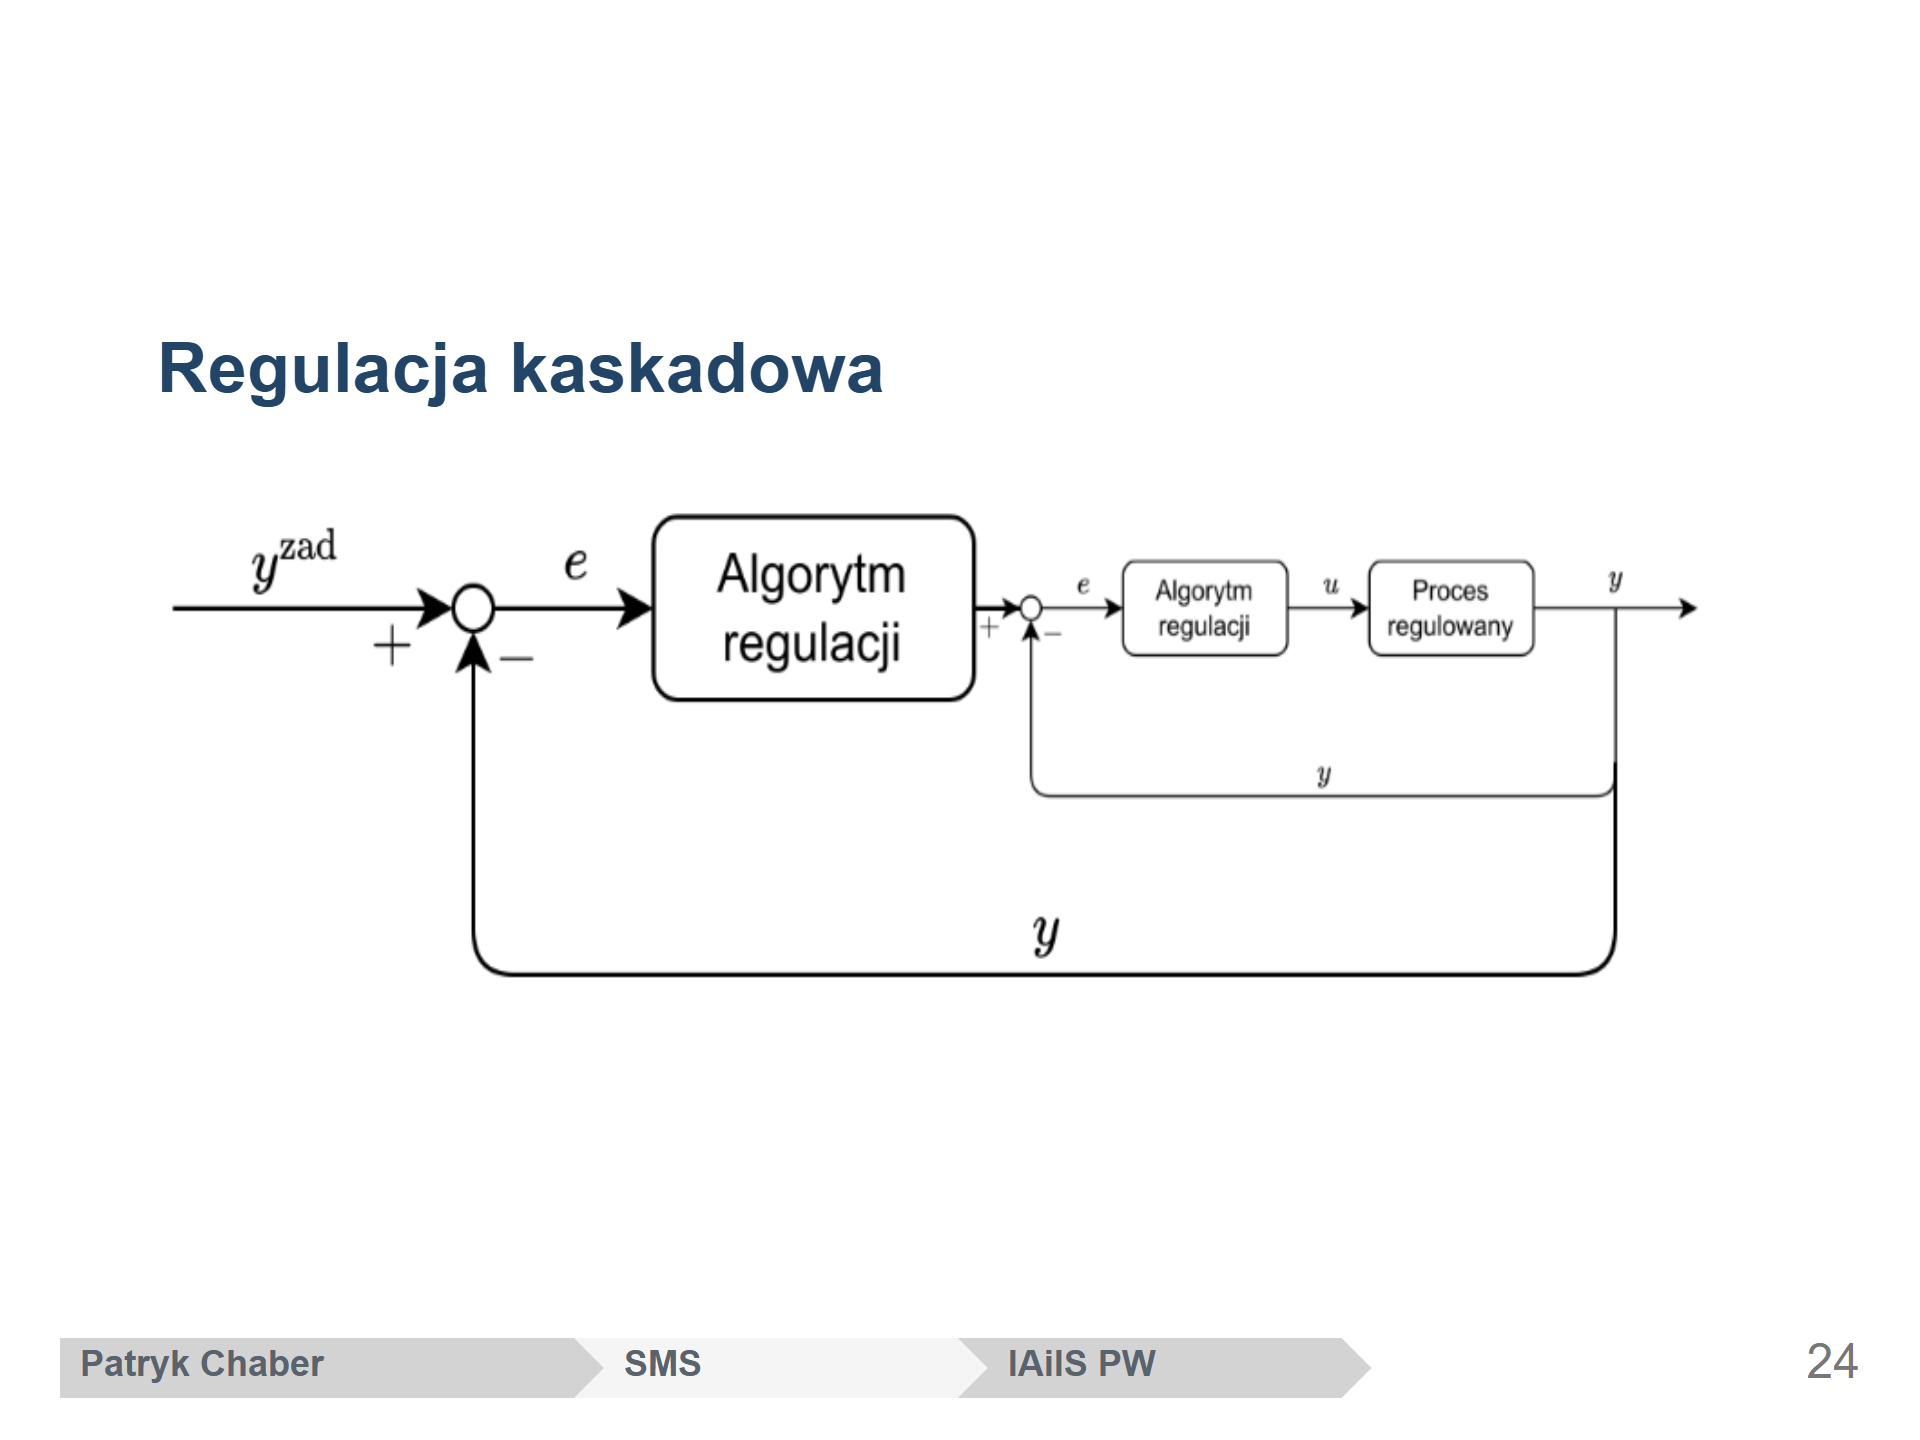 Regulacja kaskadowa
y^zad
e
+
−
Algorytm
regulacji
+
−
e
Algorytm
regulacji
u
Proces
regulowany
y
y
y
Patryk Chaber
SMS
IAiIS PW
24